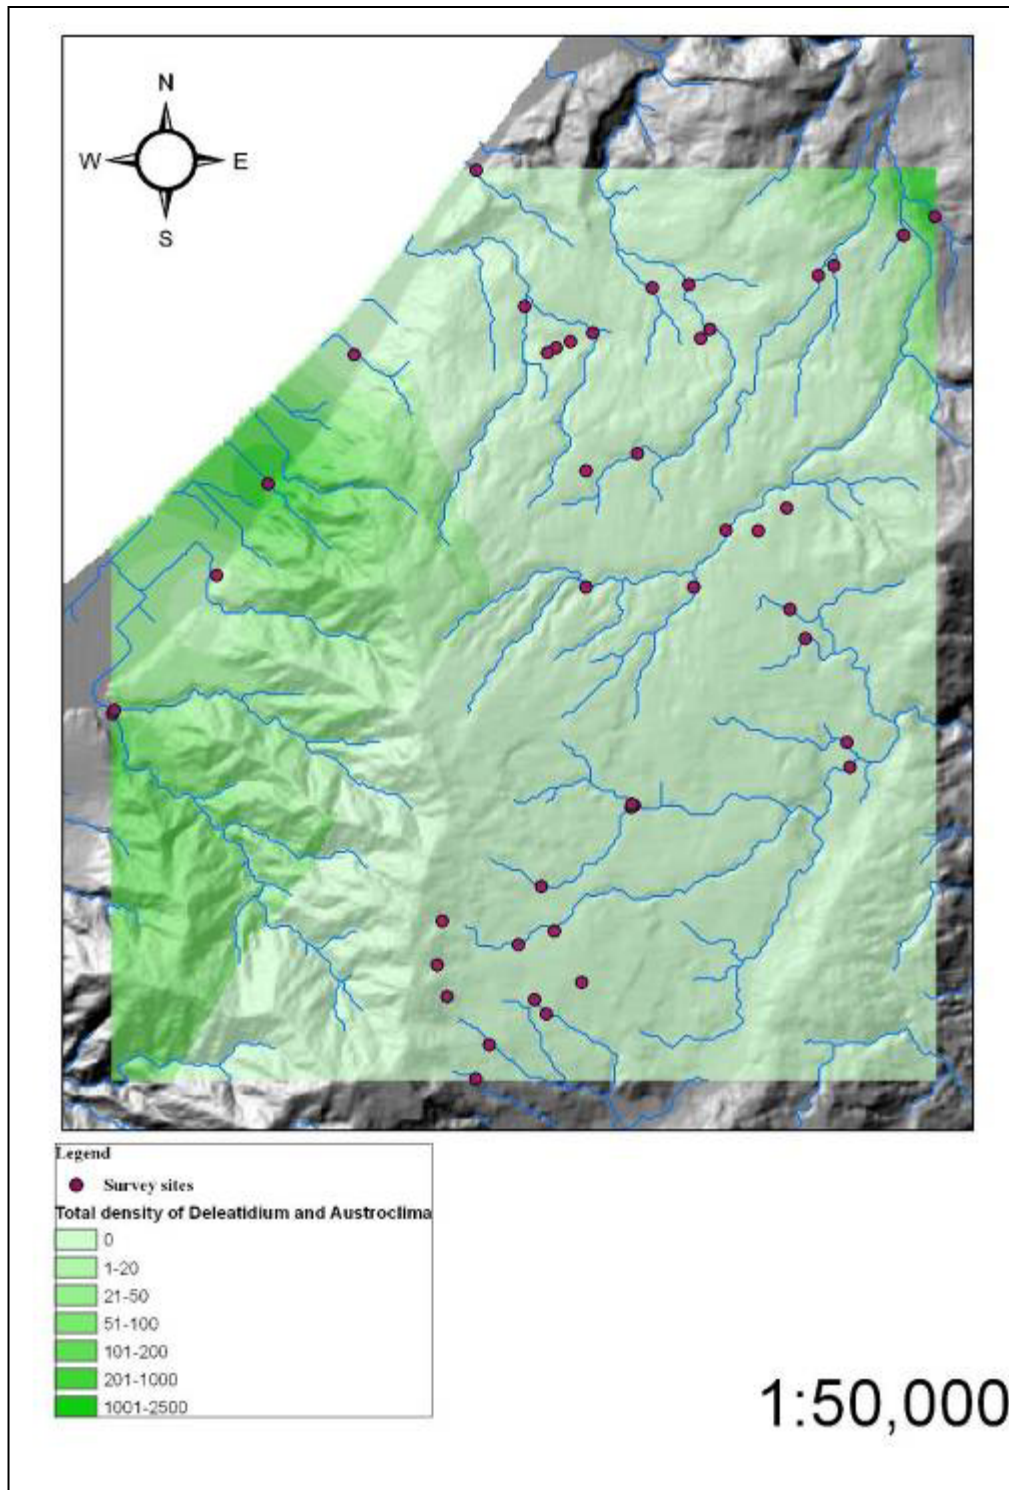 N
W E
S
Legend
Survey sites
Total density of Deleatidium and Austroclima
0
1-20
21-50
51-100
101-200
201-1000
1001-2500
1:50,000